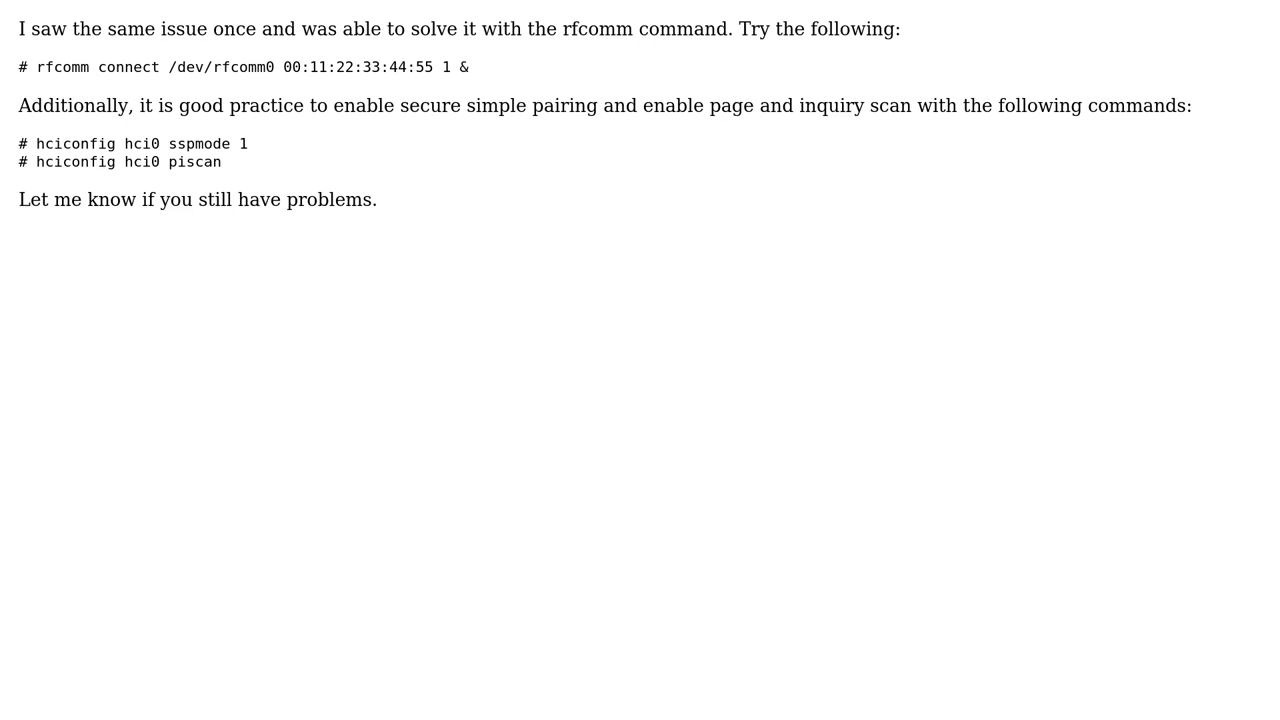 I saw the same issue once and was able to solve it with the rfcomm command. Try the following:
# rfcomm connect /dev/rfcomm0 00:11:22:33:44:55 1 &
Additionally, it is good practice to enable secure simple pairing and enable page and inquiry scan with the following commands:
# hciconfig hci0 sspmode 1
# hciconfig hci0 piscan
Let me know if you still have problems.